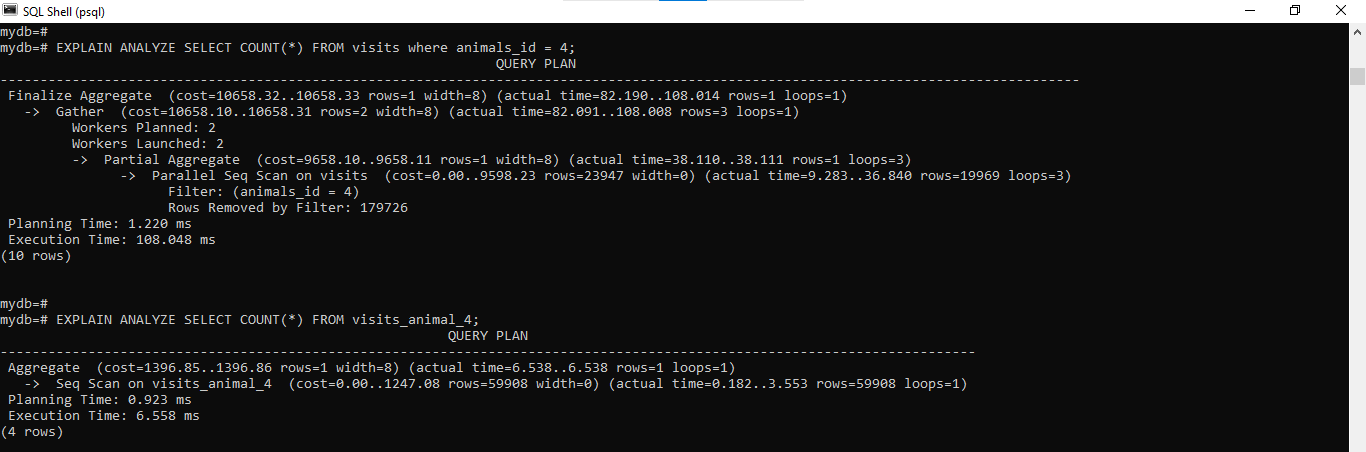 SQL Shell (psql)
mydb=#
mydb=# EXPLAIN ANALYZE SELECT COUNT(*) FROM visits where animals_id = 4;
QUERY PLAN
---------------------------------------------------------------------------------------------------------------------------------------
Finalize Aggregate  (cost=10658.32..10658.33 rows=1 width=8) (actual time=82.190..108.014 rows=1 loops=1)
->  Gather  (cost=10658.10..10658.31 rows=2 width=8) (actual time=82.091..108.008 rows=3 loops=1)
Workers Planned: 2
Workers Launched: 2
->  Partial Aggregate  (cost=9658.10..9658.11 rows=1 width=8) (actual time=38.110..38.111 rows=1 loops=3)
->  Parallel Seq Scan on visits  (cost=0.00..9598.23 rows=23947 width=0) (actual time=9.283..36.840 rows=19969 loops=3)
Filter: (animals_id = 4)
Rows Removed by Filter: 179726
Planning Time: 1.220 ms
Execution Time: 108.048 ms
(10 rows)
mydb=#
mydb=# EXPLAIN ANALYZE SELECT COUNT(*) FROM visits_animal_4;
QUERY PLAN
--------------------------------------------------------------------------------------------------------------------------
Aggregate  (cost=1396.85..1396.86 rows=1 width=8) (actual time=6.538..6.538 rows=1 loops=1)
->  Seq Scan on visits_animal_4  (cost=0.00..1247.08 rows=59908 width=0) (actual time=0.182..3.553 rows=59908 loops=1)
Planning Time: 0.923 ms
Execution Time: 6.558 ms
(4 rows)